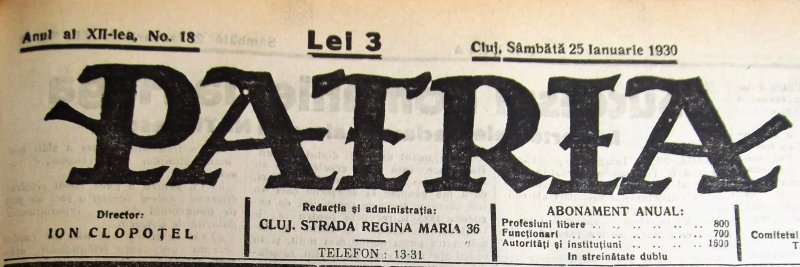 Anul al XII-lea, No. 18
Lei 3
Cluj, Sâmbătă 25 Ianuarie 1930
PATRIA
Director:
ION CLOPOȚEL
Redacția și administrația:
CLUJ, STRADA REGINA MARIA 36
TELEFON : 13-31
ABONAMENT ANUAL:
Profesiuni libere .. .. .. .. .. 800
Funcționari .. .. .. .. .. .. 700
Autorități și instituțiuni .. .. .. 1600
In streinătate dublu
Comitetul